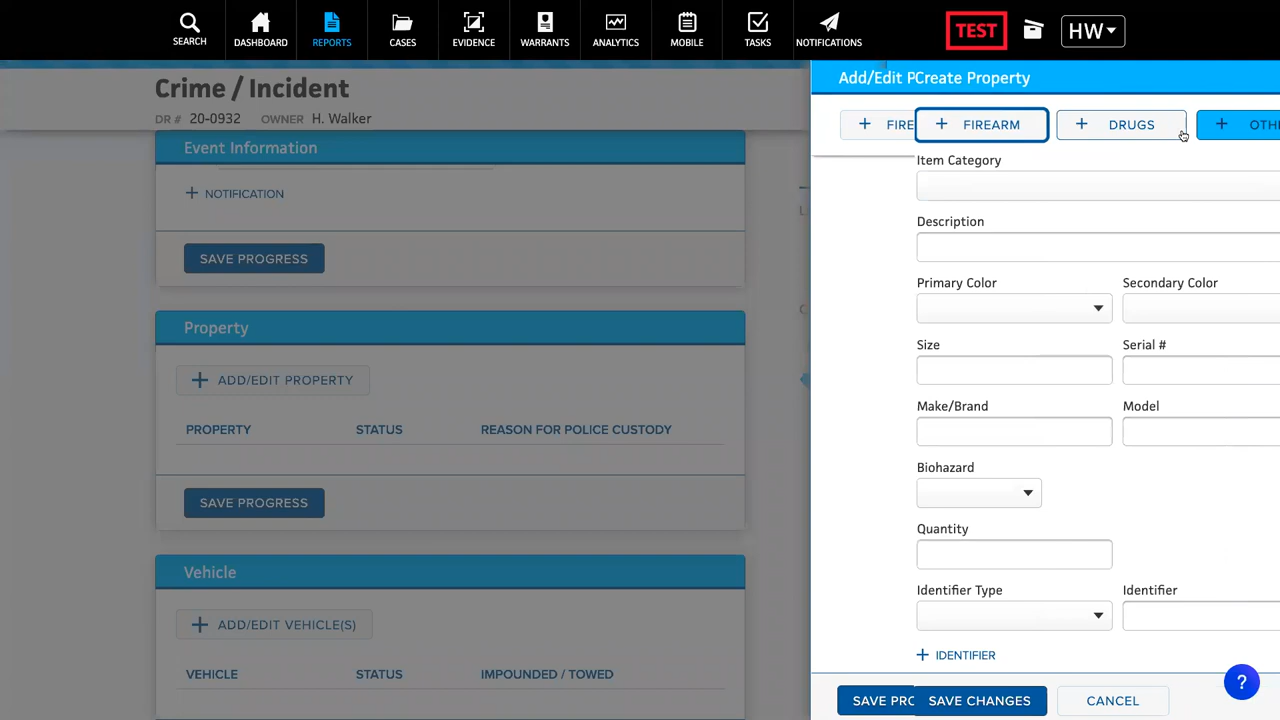 SEARCH DASHBOARD REPORTS CASES EVIDENCE WARRANTS ANALYTICS MOBILE TASKS NOTIFICATIONS TEST HW
Crime / Incident
DR # 20-0932 OWNER H. Walker
Event Information
+ NOTIFICATION
SAVE PROGRESS
Property
+ ADD/EDIT PROPERTY
PROPERTY STATUS REASON FOR POLICE CUSTODY
SAVE PROGRESS
Vehicle
+ ADD/EDIT VEHICLE(S)
VEHICLE STATUS IMPOUNDED / TOWED
Add/Edit PCreate Property
+ FIRE + FIREARM + DRUGS + OTH
Item Category
Description
Primary Color Secondary Color
Size Serial #
Make/Brand Model
Biohazard
Quantity
Identifier Type Identifier
+ IDENTIFIER
SAVE PRO SAVE CHANGES CANCEL
?